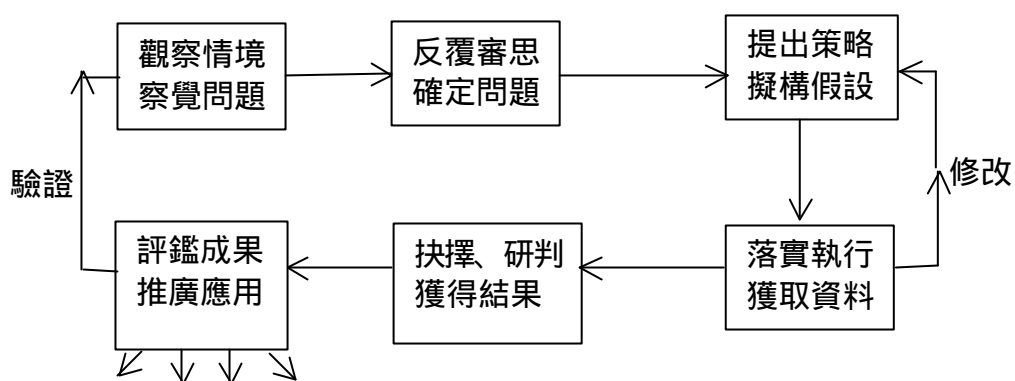 觀察情境
察覺問題
反覆審思
確定問題
提出策略
擬構假設
驗證
修改
評鑑成果
推廣應用
抉擇、研判
獲得結果
落實執行
獲取資料